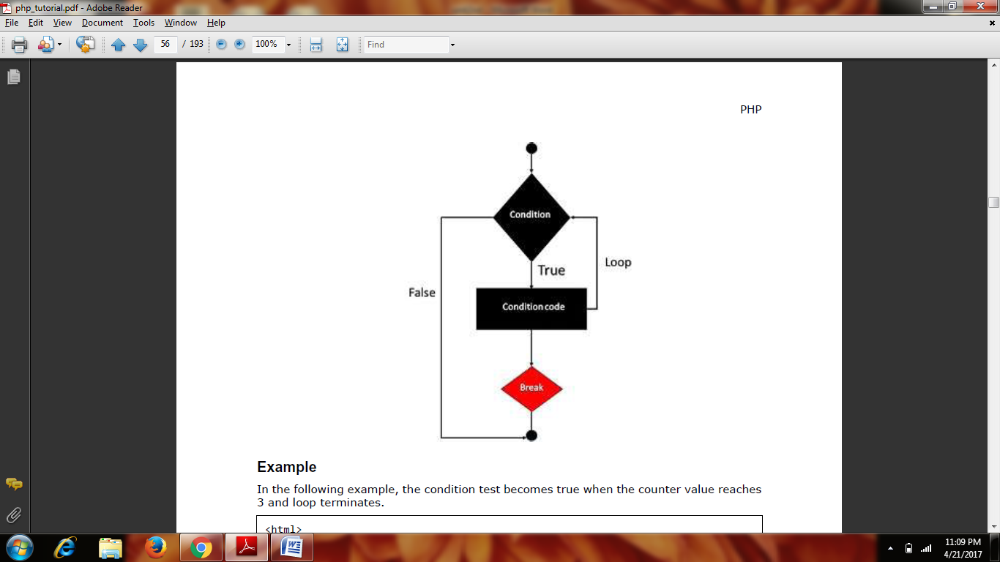 php_tutorial.pdf - Adobe Reader
File Edit View Document Tools Window Help
56 / 193 100% Find
PHP
Condition
Loop
True
False
Condition code
Break
Example
In the following example, the condition test becomes true when the counter value reaches
3 and loop terminates.
<html>
11:09 PM
4/21/2017